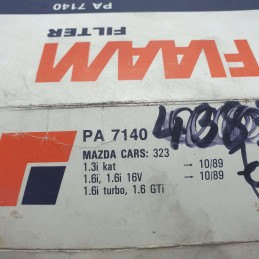 PA 7140
FIAAM
FILTER
PA 7140
MAZDA CARS: 323
1.3i kat → 10/89
1.6i, 1.6i 16V → 10/89
1.6i turbo, 1.6 GTi